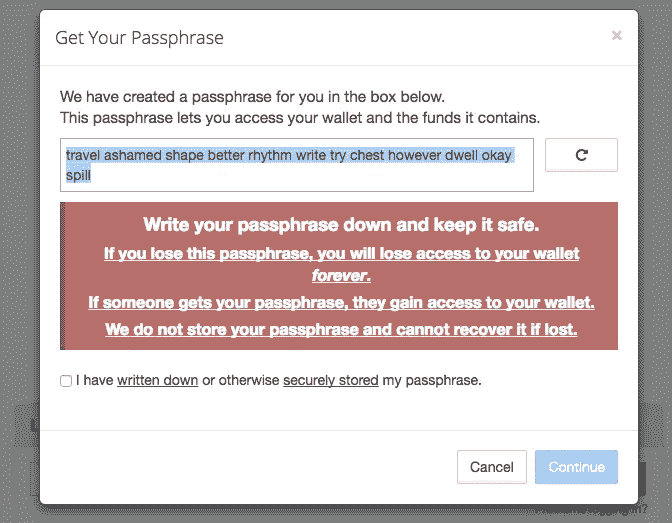 Get Your Passphrase ×
We have created a passphrase for you in the box below.
This passphrase lets you access your wallet and the funds it contains.
travel ashamed shape better rhythm write try chest however dwell okay
spill
Write your passphrase down and keep it safe.
If you lose this passphrase, you will lose access to your wallet
forever.
If someone gets your passphrase, they gain access to your wallet.
We do not store your passphrase and cannot recover it if lost.
I have written down or otherwise securely stored my passphrase.
Cancel Continue